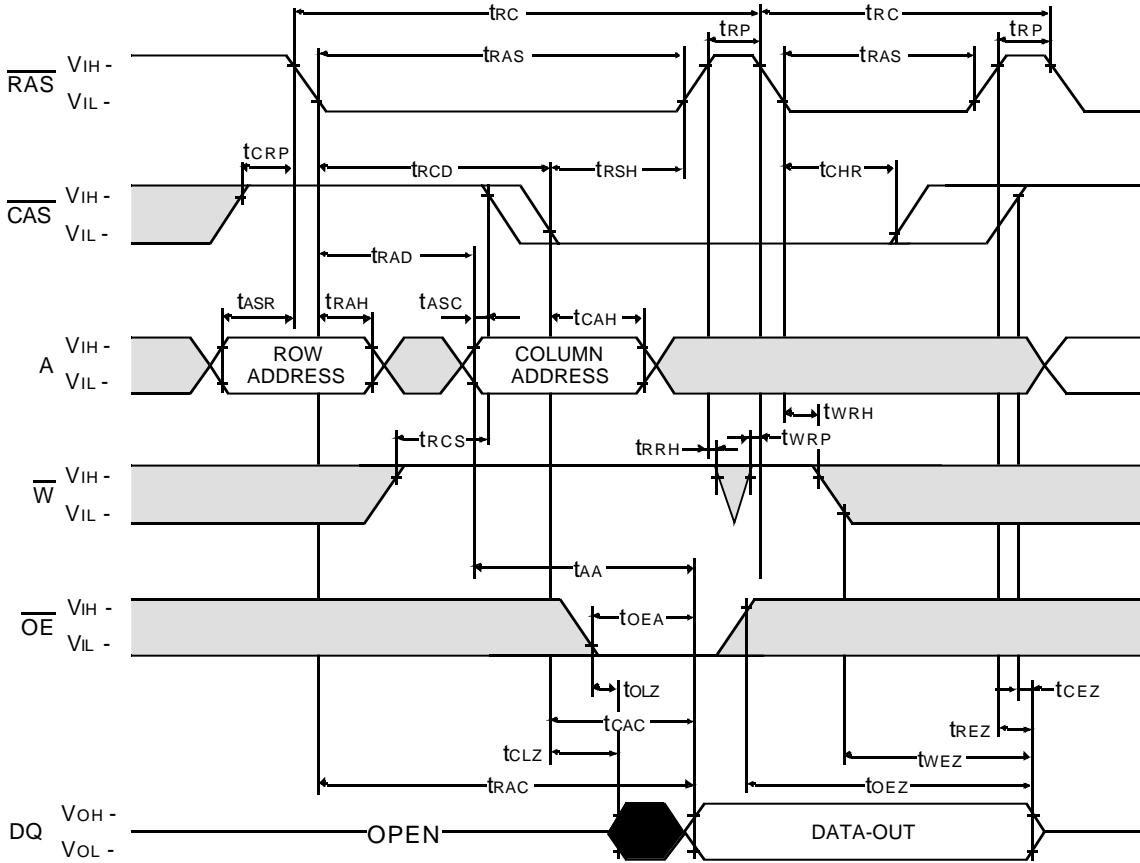 tRC tRC
tRP tRP
tRAS tRAS
RAS VIH -
VIL -
tCRP tRCD tRSH tCHR
CAS VIH -
VIL -
tRAD
tASR tRAH tASC tCAH
A VIH -
VIL -
ROW ADDRESS
COLUMN ADDRESS
tWRH
tRCS tRRH tWRP
W VIH -
VIL -
tAA
OE VIH -
VIL -
tOEA
tOLZ tCEZ
tCAC tREZ
tCLZ tWEZ
tRAC tOEZ
DQ VOH -
VOL -
OPEN DATA-OUT